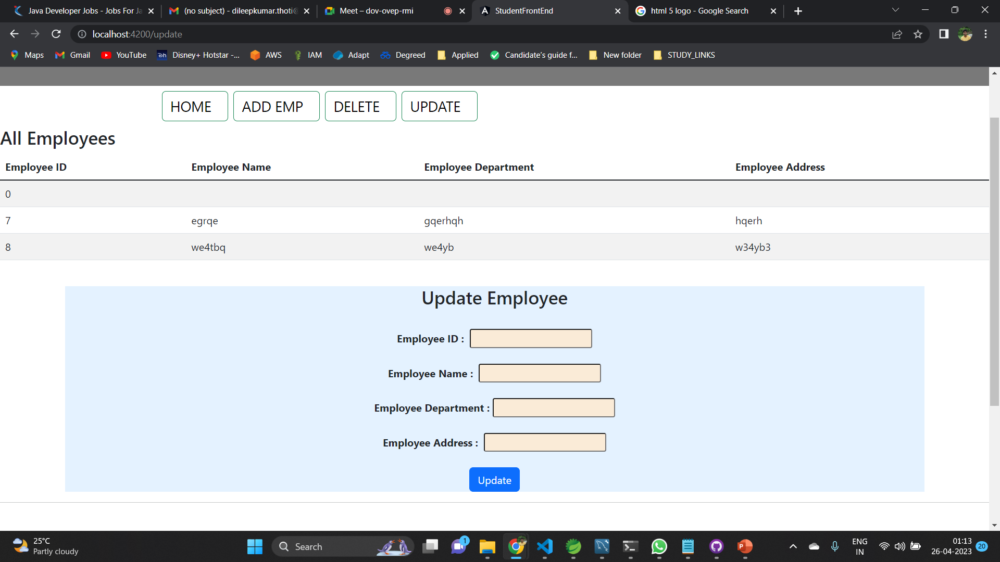 Java Developer Jobs - Jobs For Ja
(no subject) - dileepkumar.thoti@
Meet – dov-ovep-rmi
StudentFrontEnd
html 5 logo - Google Search
localhost:4200/update
Maps
Gmail
YouTube
Disney+ Hotstar -...
AWS
IAM
Adapt
Degreed
Applied
Candidate's guide f...
New folder
STUDY_LINKS
HOME
ADD EMP
DELETE
UPDATE
All Employees
Employee ID Employee Name Employee Department Employee Address
0
7 egrqe gqerhqh hqerh
8 we4tbq we4yb w34yb3
Update Employee
Employee ID :
Employee Name :
Employee Department :
Employee Address :
Update
25°C
Partly cloudy
Search
1
ENG
IN
01:13
26-04-2023
20